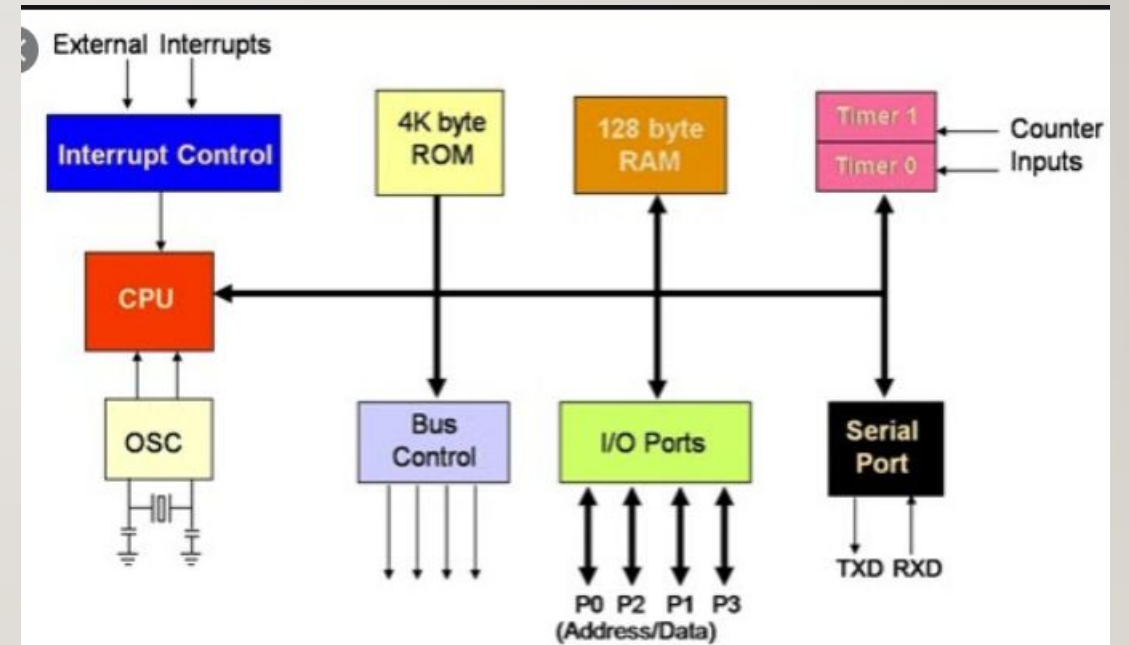 External Interrupts
Interrupt Control
4K byte
ROM
128 byte
RAM
Timer 1
Timer 0
Counter
Inputs
CPU
OSC
Bus
Control
I/O Ports
Serial
Port
TXD RXD
P0 P2 P1 P3
(Address/Data)